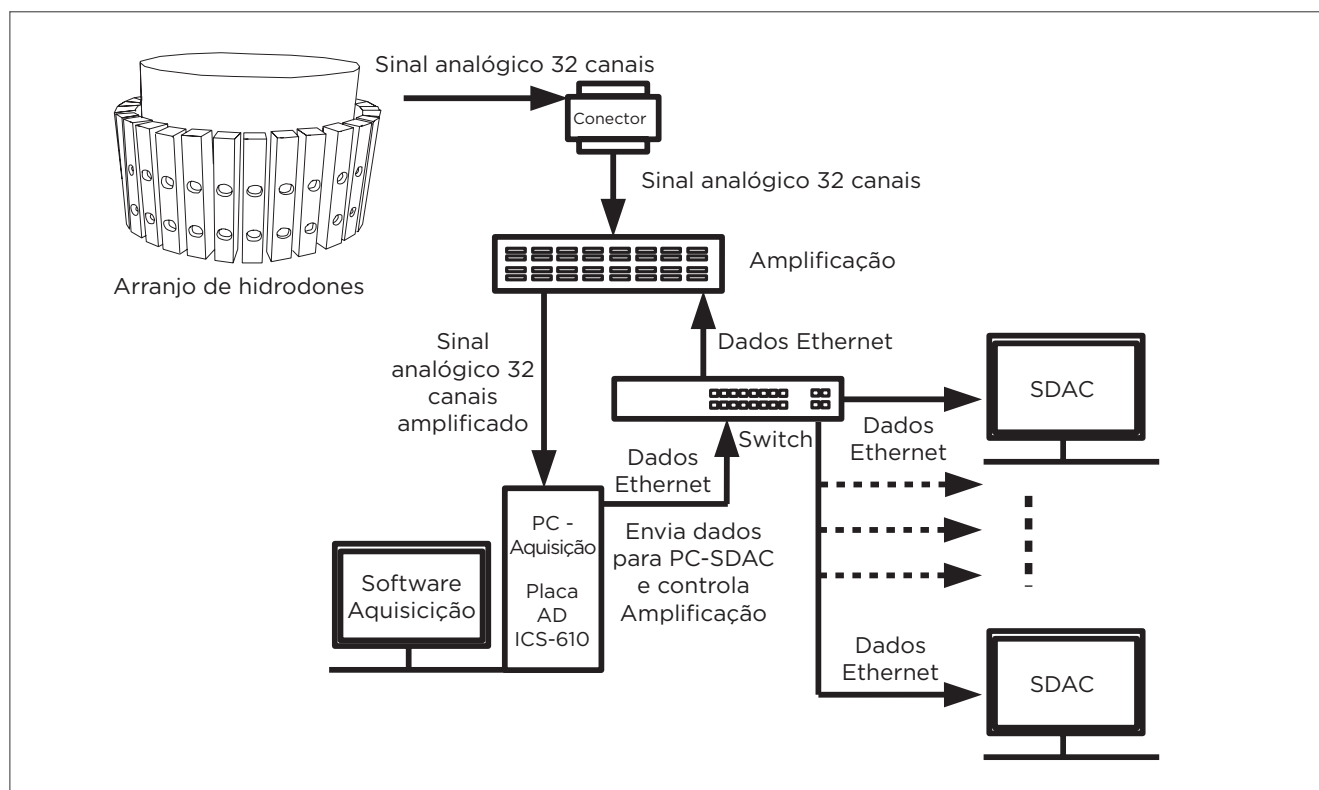 Sinal analógico 32 canais
Conector
Sinal analógico 32 canais
Arranjo de hidrodones
Amplificação
Sinal
analógico 32
canais
amplificado
Dados Ethernet
Switch
SDAC
Dados
Ethernet
Dados
Ethernet
PC -
Aquisição
Placa
AD
ICS-610
Envia dados
para PC-SDAC
e controla
Amplificação
Software
Aquisicição
Dados
Ethernet
SDAC